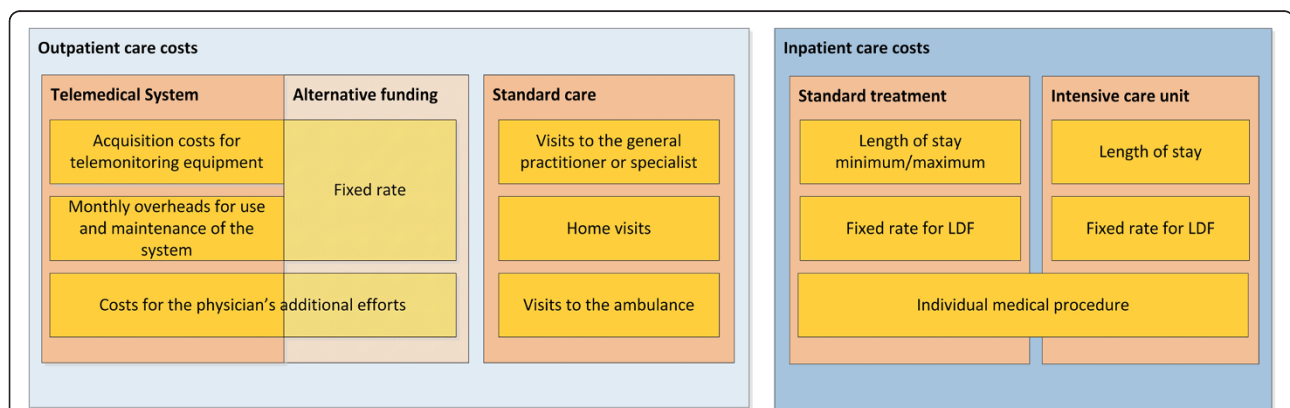 Outpatient care costs
Telemedical System
Alternative funding
Acquisition costs for
telemonitoring equipment
Fixed rate
Monthly overheads for use
and maintenance of the
system
Costs for the physician's additional efforts
Standard care
Visits to the general
practitioner or specialist
Home visits
Visits to the ambulance
Inpatient care costs
Standard treatment
Length of stay
minimum/maximum
Fixed rate for LDF
Intensive care unit
Length of stay
Fixed rate for LDF
Individual medical procedure